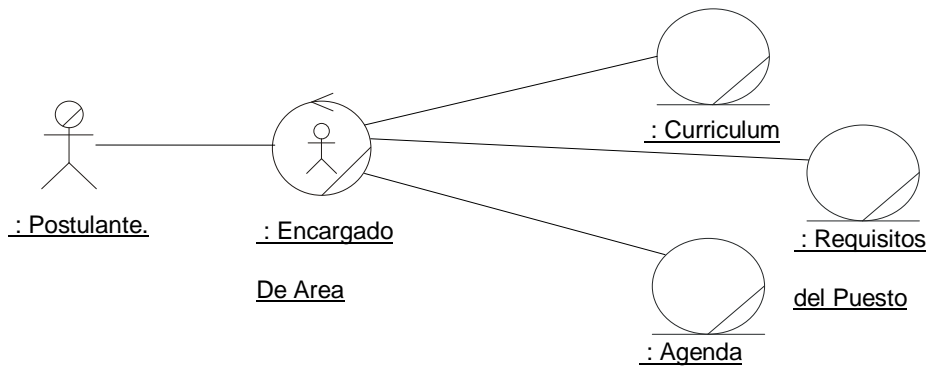 : Curriculum
: Postulante.
: Encargado
De Area
: Requisitos
del Puesto
: Agenda